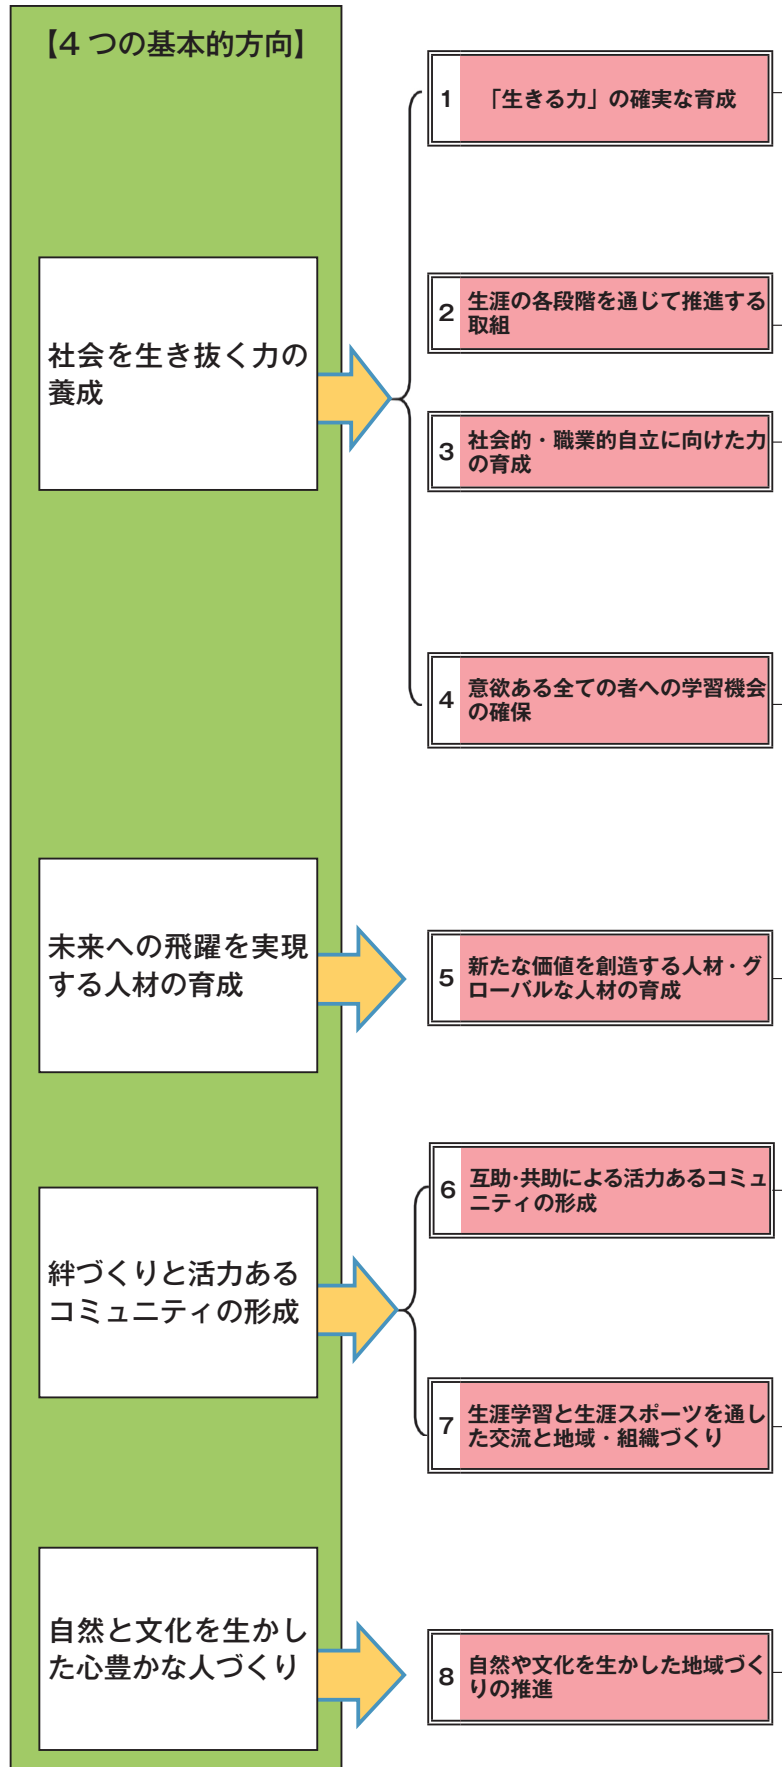 【4 つの基本的方向】
社会を生き抜く力の
養成
1 「生きる力」の確実な育成
2 生涯の各段階を通じて推進する
取組
3 社会的・職業的自立に向けた力
の育成
4 意欲ある全ての者への学習機会
の確保
未来への飛躍を実現
する人材の育成
5 新たな価値を創造する人材・グ
ローバルな人材の育成
絆づくりと活力ある
コミュニティの形成
6 互助・共助による活力あるコミュ
ニティの形成
7 生涯学習と生涯スポーツを通し
た交流と地域・組織づくり
自然と文化を生かし
た心豊かな人づくり
8 自然や文化を生かした地域づく
りの推進